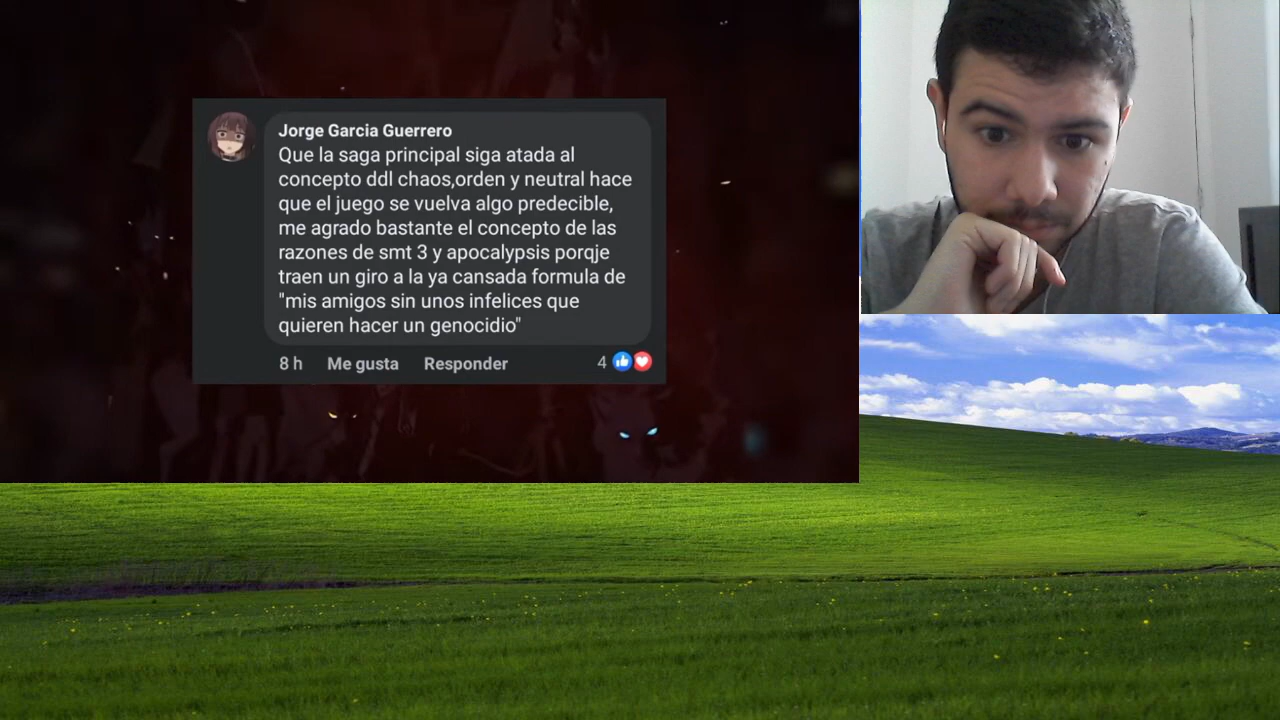 Jorge Garcia Guerrero
Que la saga principal siga atada al
concepto ddl chaos,orden y neutral hace
que el juego se vuelva algo predecible,
me agrado bastante el concepto de las
razones de smt 3 y apocalypsis porqje
traen un giro a la ya cansada formula de
"mis amigos sin unos infelices que
quieren hacer un genocidio"
8 h Me gusta Responder 4